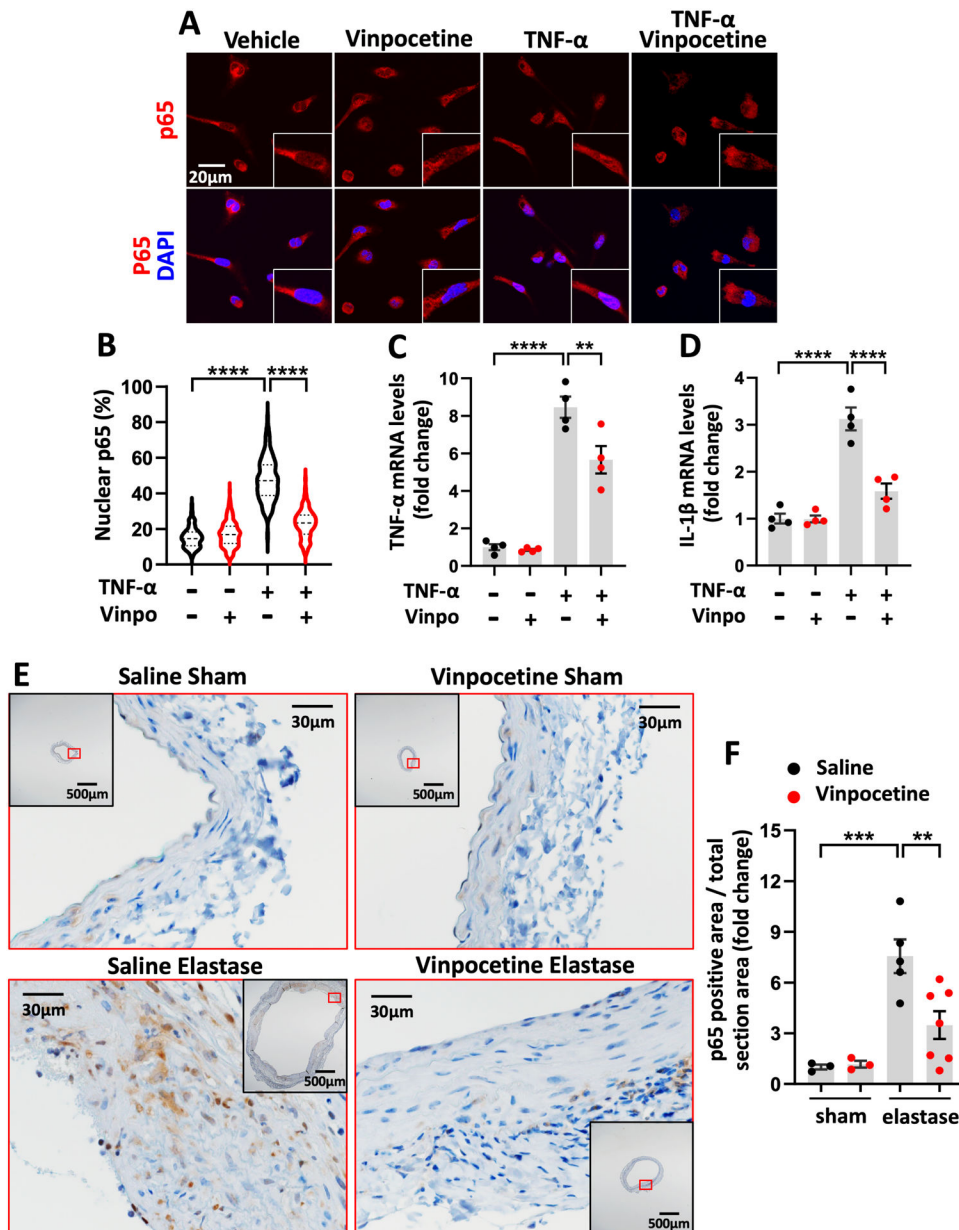 A
Vehicle
Vinpocetine
TNF-α
TNF-α
Vinpocetine
p65
20μm
P65
DAPI
B
Nuclear p65 (%)
100
80
60
40
20
0
****
****
TNF-α - - + +
Vinpo - + - +
C
TNF-α mRNA levels
(fold change)
10
8
6
4
2
0
****
**
TNF-α - - + +
Vinpo - + - +
D
IL-1β mRNA levels
(fold change)
4
3
2
1
0
****
****
TNF-α - - + +
Vinpo - + - +
E
Saline Sham
30μm
500μm
Vinpocetine Sham
30μm
500μm
Saline Elastase
30μm
500μm
Vinpocetine Elastase
30μm
500μm
F
Saline
Vinpocetine
p65 positive area / total
section area (fold change)
15
12
9
6
3
0
***
**
sham
elastase